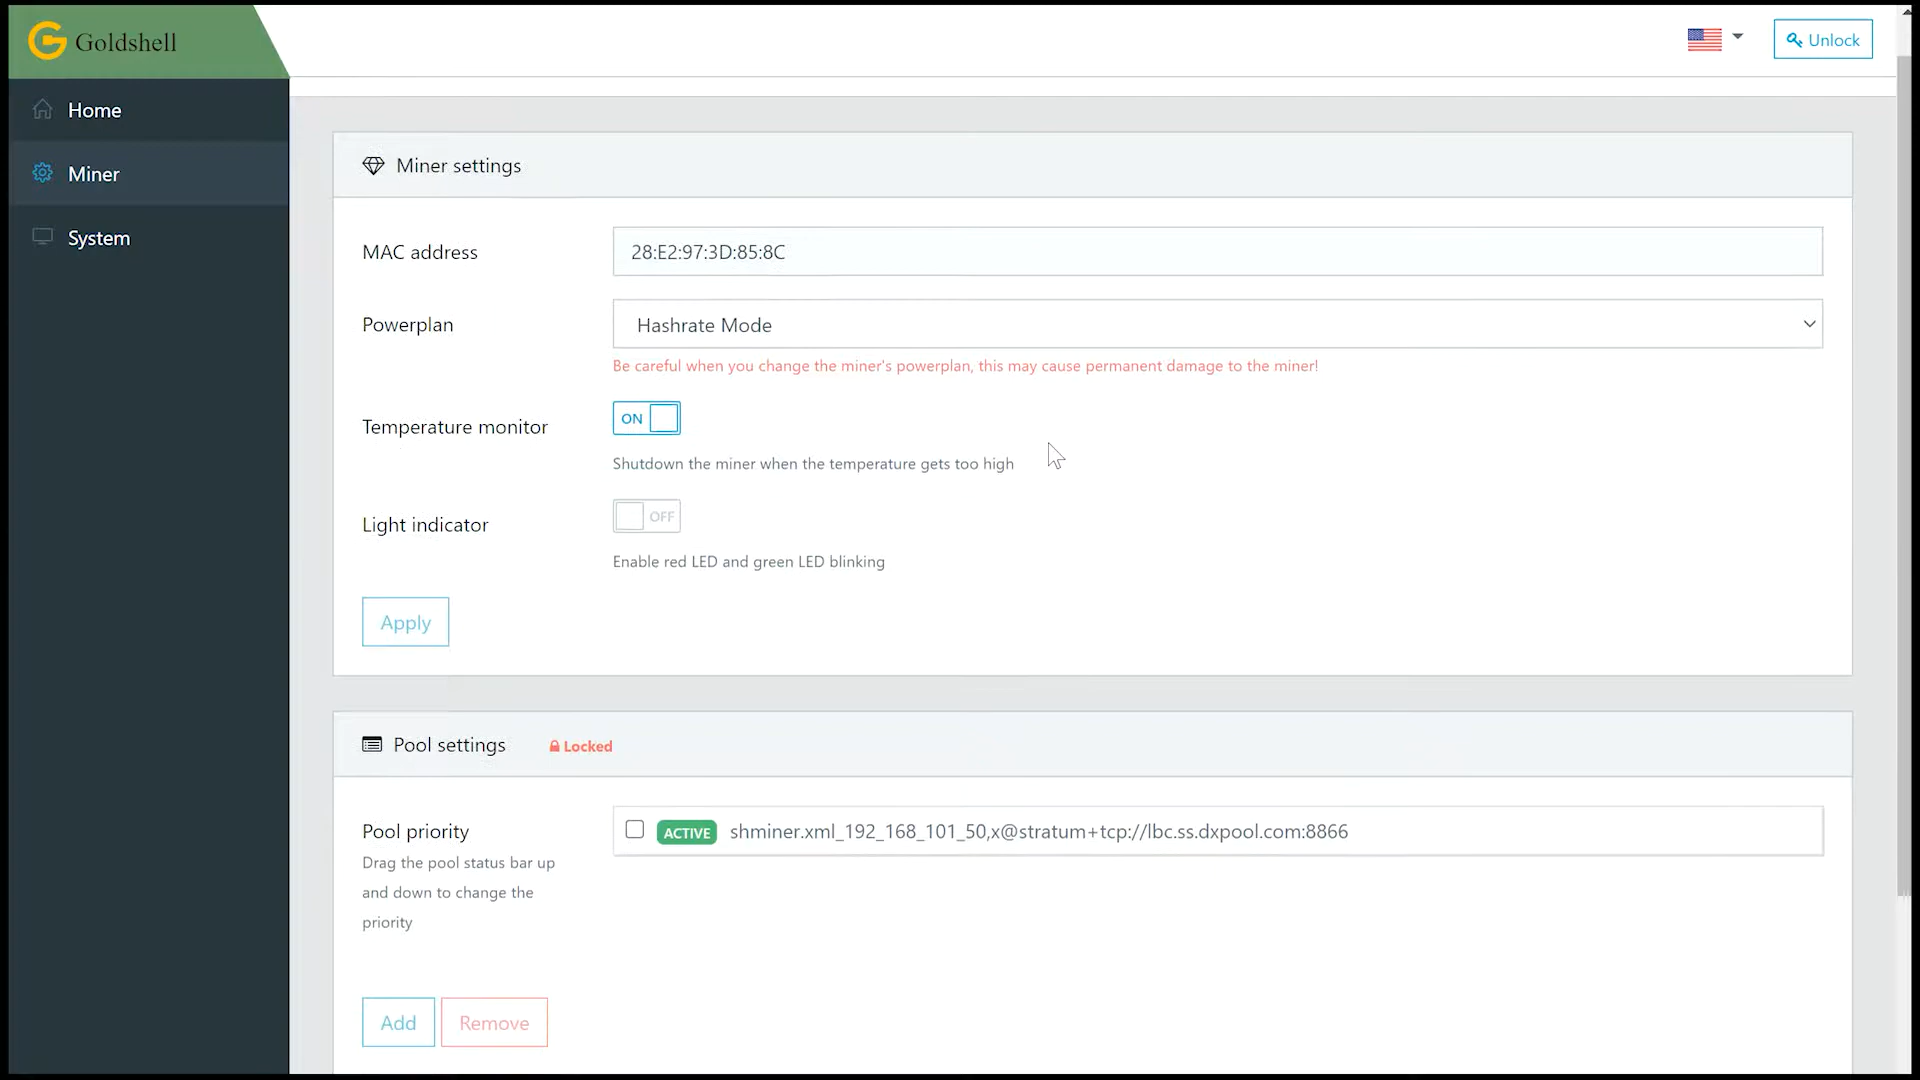 Goldshell
Unlock
Home
Miner
System
Miner settings
MAC address
28:E2:97:3D:85:8C
Powerplan
Hashrate Mode
Be careful when you change the miner's powerplan, this may cause permanent damage to the miner!
Temperature monitor
ON
Shutdown the miner when the temperature gets too high
Light indicator
OFF
Enable red LED and green LED blinking
Apply
Pool settings
Locked
Pool priority
ACTIVE shminer.xml_192_168_101_50,x@stratum+tcp://lbc.ss.dxpool.com:8866
Drag the pool status bar up
and down to change the
priority
Add
Remove